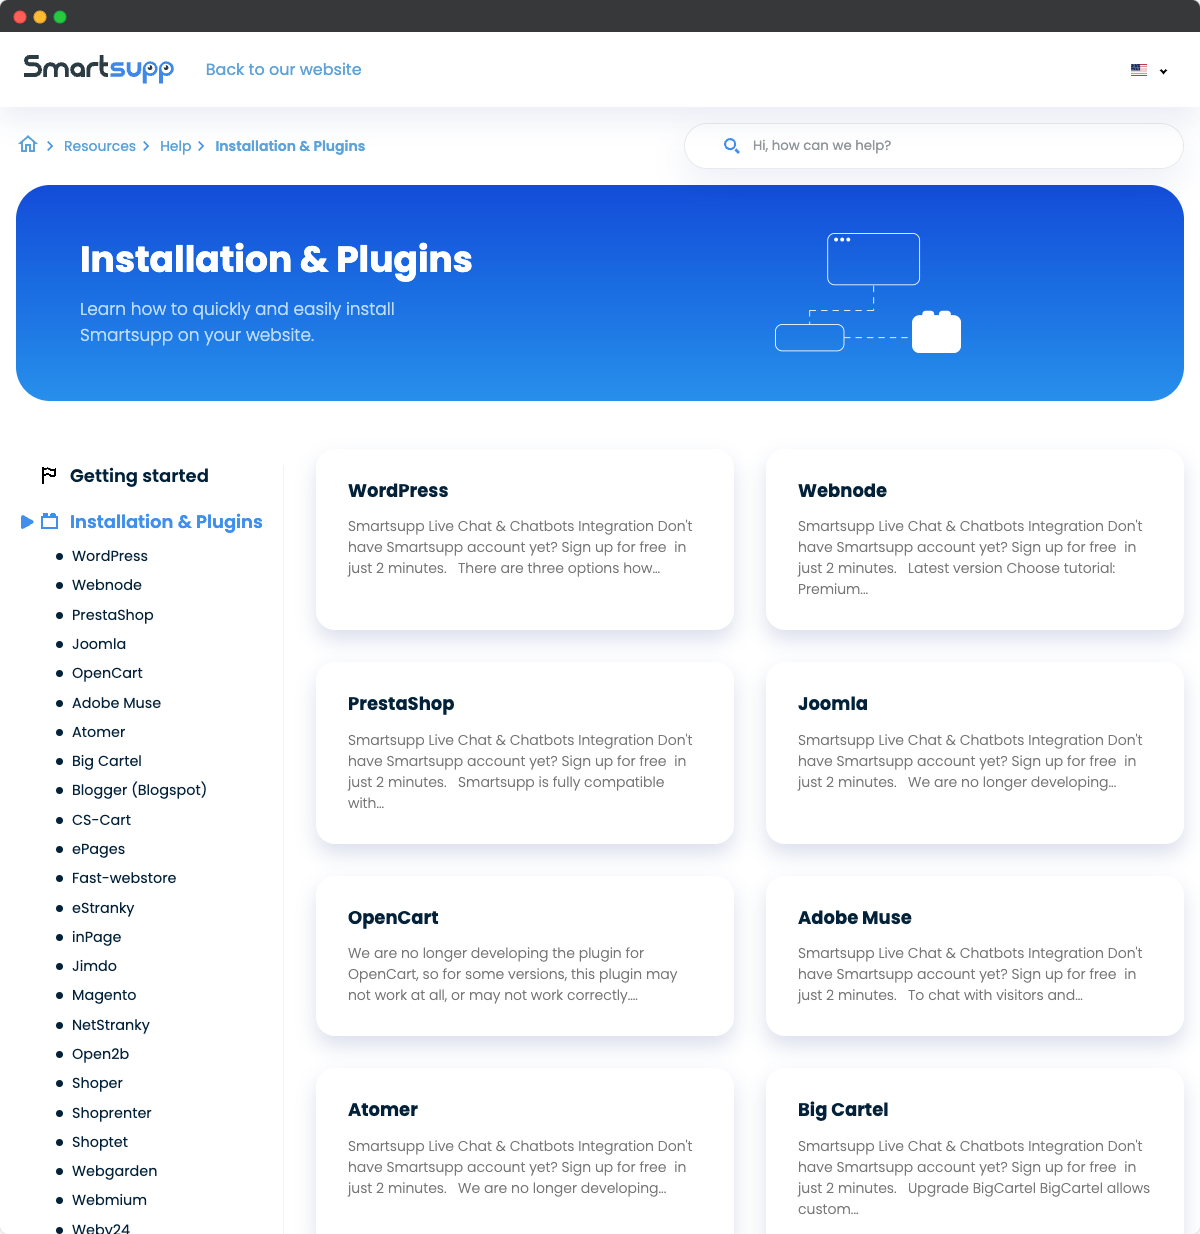 Smartsupp
Back to our website
Resources
Help
Installation & Plugins
Hi, how can we help?
Installation & Plugins
Learn how to quickly and easily install
Smartsupp on your website.
Getting started
Installation & Plugins
WordPress
Webnode
PrestaShop
Joomla
OpenCart
Adobe Muse
Atomer
Big Cartel
Blogger (Blogspot)
CS-Cart
ePages
Fast-webstore
eStranky
inPage
Jimdo
Magento
NetStranky
Open2b
Shoper
Shoprenter
Shoptet
Webgarden
Webmium
Weby24
WordPress
Smartsupp Live Chat & Chatbots Integration Don't
have Smartsupp account yet? Sign up for free  in
just 2 minutes.   There are three options how...
Webnode
Smartsupp Live Chat & Chatbots Integration Don't
have Smartsupp account yet? Sign up for free  in
just 2 minutes.   Latest version Choose tutorial:
Premium...
PrestaShop
Smartsupp Live Chat & Chatbots Integration Don't
have Smartsupp account yet? Sign up for free  in
just 2 minutes.   Smartsupp is fully compatible
with...
Joomla
Smartsupp Live Chat & Chatbots Integration Don't
have Smartsupp account yet? Sign up for free  in
just 2 minutes.   We are no longer developing...
OpenCart
We are no longer developing the plugin for
OpenCart, so for some versions, this plugin may
not work at all, or may not work correctly....
Adobe Muse
Smartsupp Live Chat & Chatbots Integration Don't
have Smartsupp account yet? Sign up for free  in
just 2 minutes.   To chat with visitors and...
Atomer
Smartsupp Live Chat & Chatbots Integration Don't
have Smartsupp account yet? Sign up for free  in
just 2 minutes.   We are no longer developing...
Big Cartel
Smartsupp Live Chat & Chatbots Integration Don't
have Smartsupp account yet? Sign up for free  in
just 2 minutes.   Upgrade BigCartel BigCartel allows
custom...